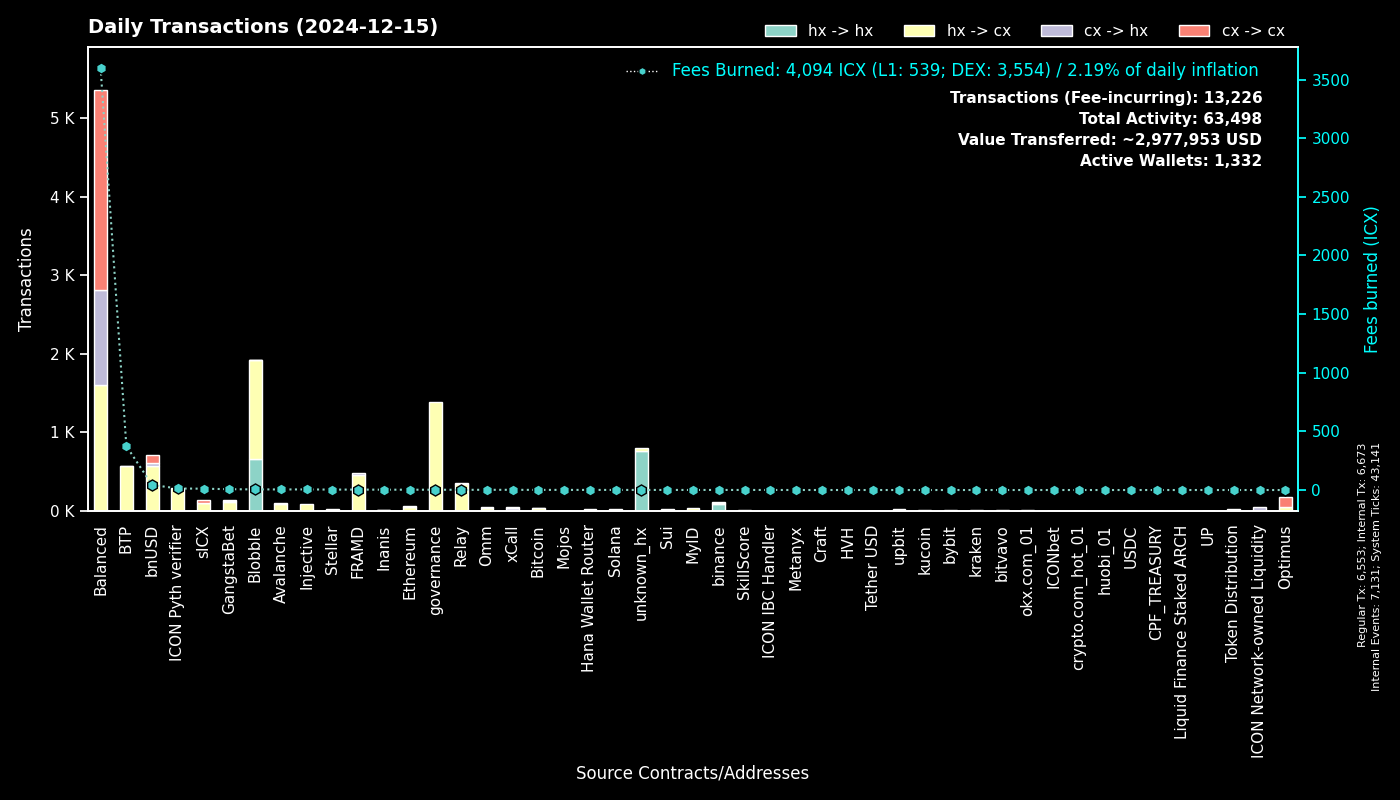 Daily Transactions (2024-12-15)
hx -> hx
hx -> cx
cx -> hx
cx -> cx
Fees Burned: 4,094 ICX (L1: 539; DEX: 3,554) / 2.19% of daily inflation
Transactions (Fee-incurring): 13,226
Total Activity: 63,498
Value Transferred: ~2,977,953 USD
Active Wallets: 1,332
Transactions
5 K
4 K
3 K
2 K
1 K
0 K
3500
3000
2500
2000
1500
1000
500
0
Fees burned (ICX)
Balanced
BTP
bnUSD
ICON Pyth verifier
sICX
GangstaBet
Blobble
Avalanche
Injective
Stellar
FRAMD
Inanis
Ethereum
governance
Relay
Omm
xCall
Bitcoin
Mojos
Hana Wallet Router
Solana
unknown_hx
Sui
MyID
binance
SkillScore
ICON IBC Handler
Metanyx
Craft
HVH
Tether USD
upbit
kucoin
bybit
kraken
bitvavo
okx.com_01
ICONbet
crypto.com_hot_01
huobi_01
USDC
CPF_TREASURY
Liquid Finance Staked ARCH
UP
Token Distribution
ICON Network-owned Liquidity
Optimus
Regular Tx: 6,553; Internal Tx: 6,673
Internal Events: 7,131; System Ticks: 43,141
Source Contracts/Addresses